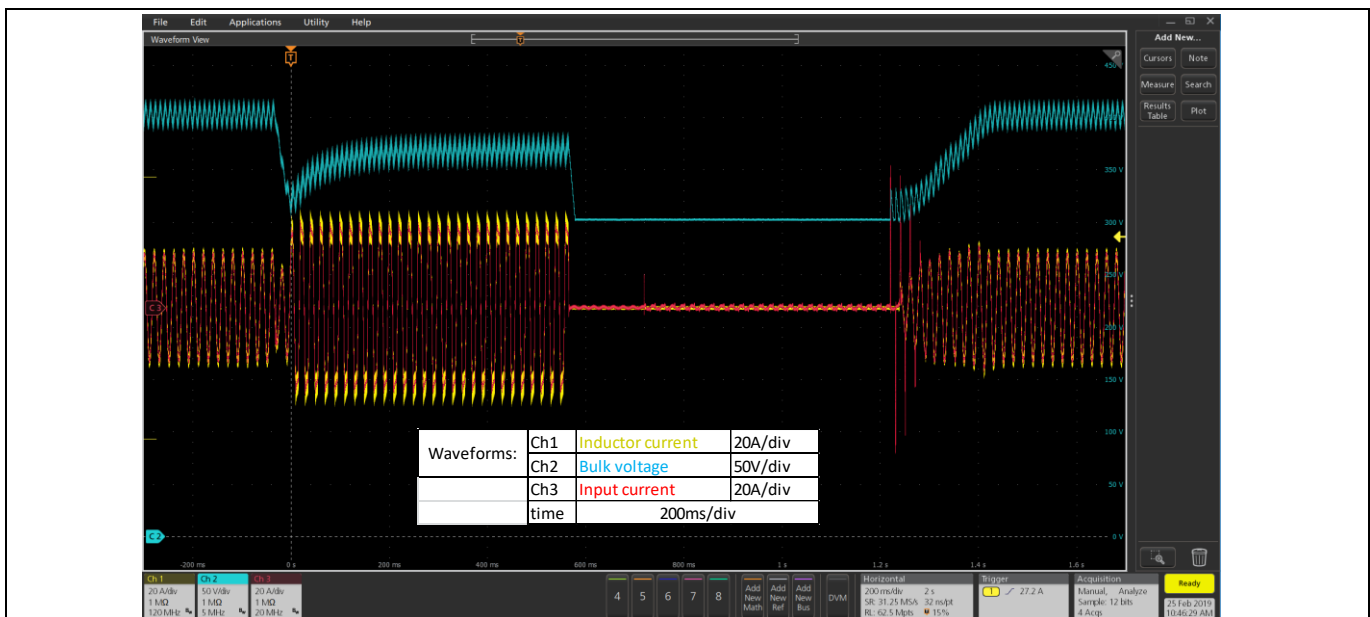 File Edit Applications Utility Help
Waveform View
Add New...
Cursors Note
Measure Search
Results Table Plot
T
T
450 V
350 V
300 V
250 V
200 V
150 V
100 V
50 V
0 V
C3
C2
Waveforms: Ch1 Inductor current 20A/div
Ch2 Bulk voltage 50V/div
Ch3 Input current 20A/div
time 200ms/div
-200 ms 0 s 200 ms 400 ms 600 ms 800 ms 1 s 1.2 s 1.4 s 1.6 s
Ch 1
20 A/div
1 MΩ
120 MHz
Ch 2
50 V/div
1 MΩ
5 MHz
Ch 3
20 A/div
1 MΩ
20 MHz
4 5 6 7 8
Add New Math
Add New Ref
Add New Bus
DVM
Horizontal
200 ms/div 2 s
SR: 31.25 MS/s 32 ns/pt
RL: 62.5 Mpts 15%
Trigger
1 27.2 A
Acquisition
Manual, Analyze
Sample: 12 bits
4 Acqs
Ready
25 Feb 2019
10:46:29 AM